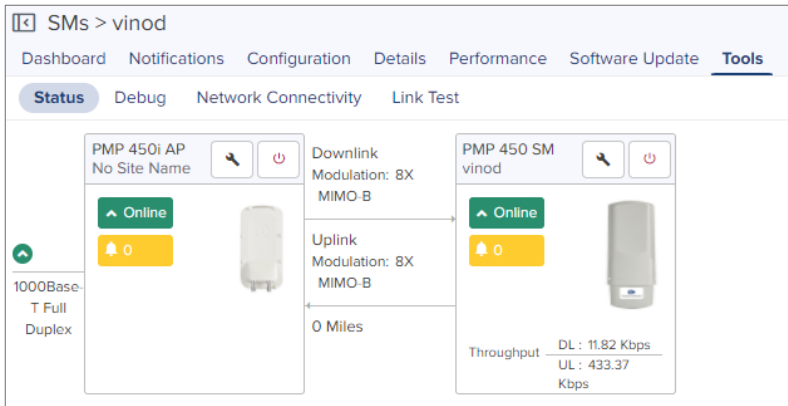 SMs > vinod
Dashboard Notifications Configuration Details Performance Software Update Tools
Status Debug Network Connectivity Link Test
PMP 450i AP
No Site Name
Online
0
1000Base-
T Full
Duplex
Downlink
Modulation: 8X
MIMO-B
Uplink
Modulation: 8X
MIMO-B
0 Miles
PMP 450 SM
vinod
Online
0
Throughput
DL : 11.82 Kbps
UL : 433.37
Kbps